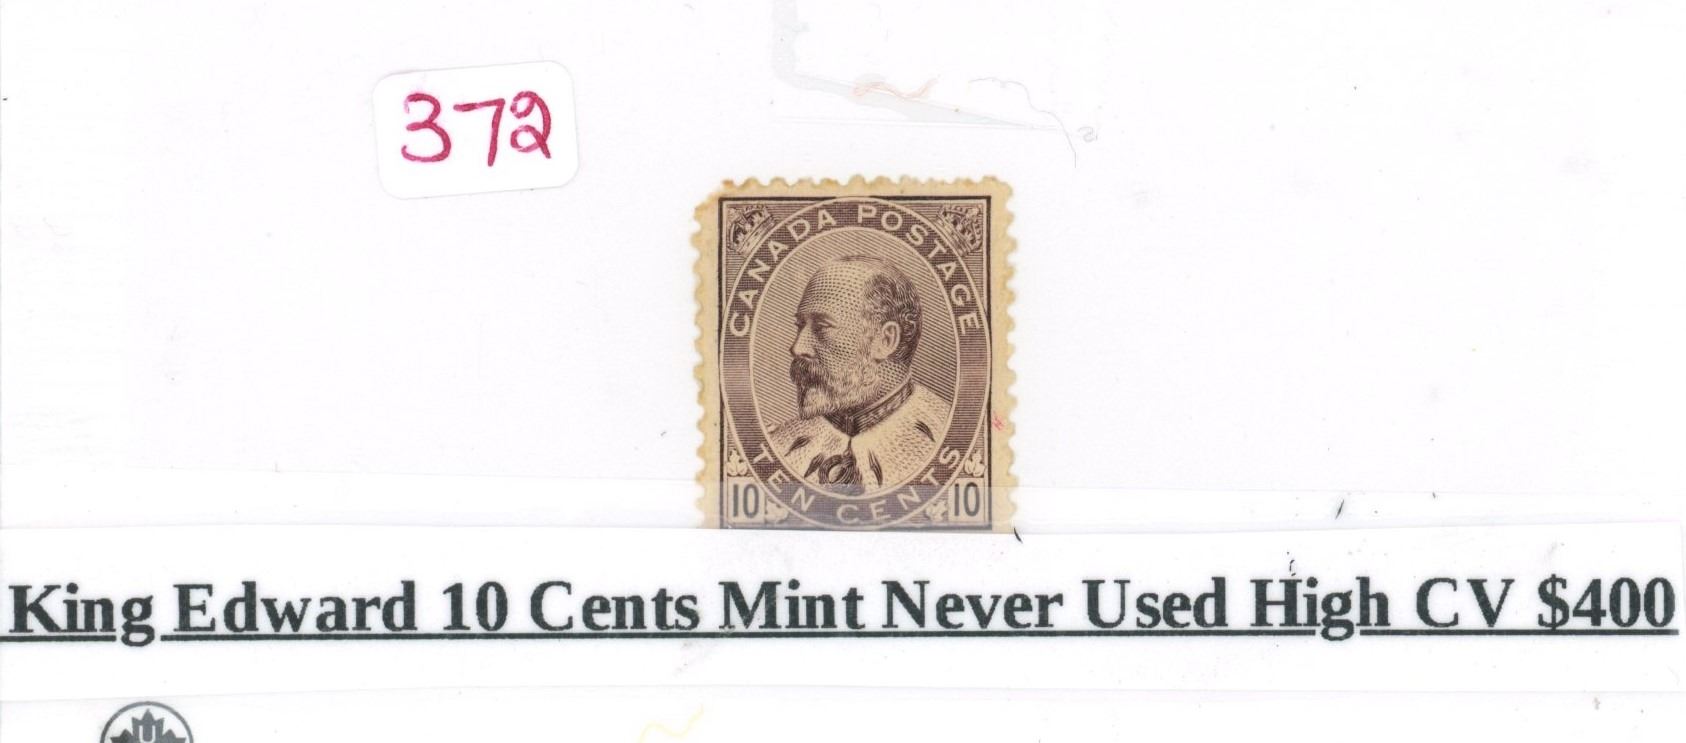 372
CANADA POSTAGE
TEN CENTS
10 10
King Edward 10 Cents Mint Never Used High CV $400
U